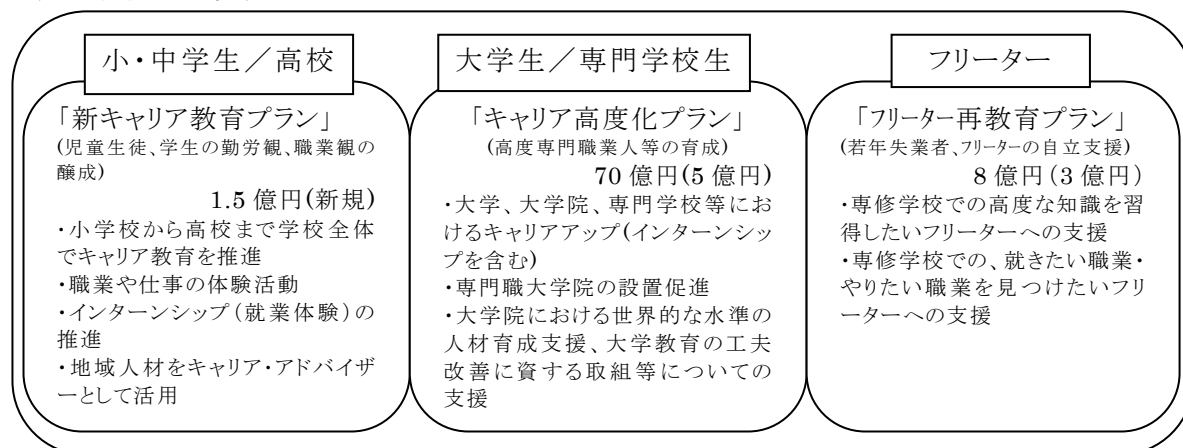 小・中学生／高校
「新キャリア教育プラン」
(児童生徒、学生の勤労観、職業観の
醸成)
1.5 億円(新規)
・小学校から高校まで学校全体
でキャリア教育を推進
・職業や仕事の体験活動
・インターンシップ(就業体験)の
推進
・地域人材をキャリア・アドバイザ
ーとして活用
大学生／専門学校生
「キャリア高度化プラン」
(高度専門職業人等の育成)
70 億円(5 億円)
・大学、大学院、専門学校等にお
けるキャリアアップ(インターンシッ
プを含む)
・専門職大学院の設置促進
・大学院における世界的な水準の
人材育成支援、大学教育の工夫
改善に資する取組等についての
支援
フリーター
「フリーター再教育プラン」
(若年失業者、フリーターの自立支援)
8 億円(3 億円)
・専修学校での高度な知識を習
得したいフリーターへの支援
・専修学校での、就きたい職業・
やりたい職業を見つけたいフリ
ーターへの支援